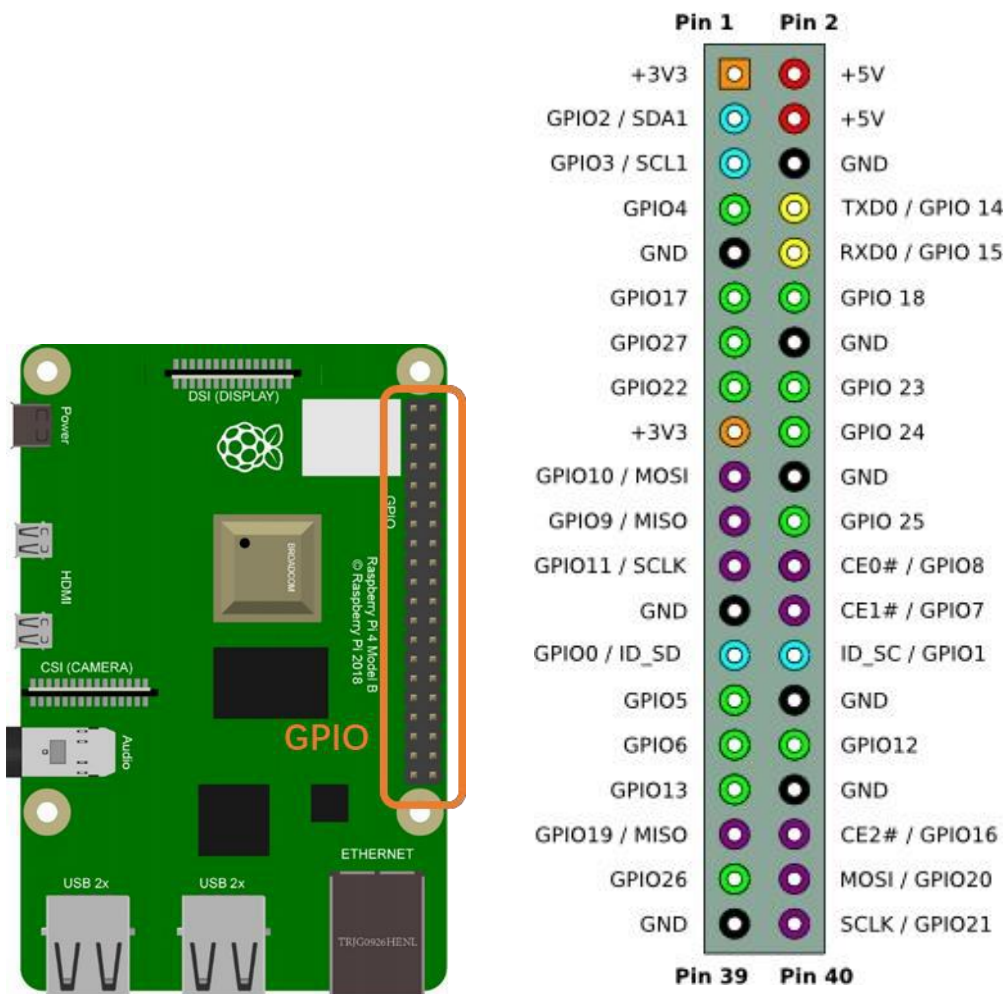 Pin 1 Pin 2
+3V3 +5V
GPIO2 / SDA1 +5V
GPIO3 / SCL1 GND
GPIO4 TXD0 / GPIO 14
GND RXD0 / GPIO 15
GPIO17 GPIO 18
GPIO27 GND
GPIO22 GPIO 23
+3V3 GPIO 24
GPIO10 / MOSI GND
GPIO9 / MISO GPIO 25
GPIO11 / SCLK CE0# / GPIO8
GND CE1# / GPIO7
GPIO0 / ID_SD ID_SC / GPIO1
GPIO5 GND
GPIO6 GPIO12
GPIO13 GND
GPIO19 / MISO CE2# / GPIO16
GPIO26 MOSI / GPIO20
GND SCLK / GPIO21
Pin 39 Pin 40
DSI (DISPLAY)
Power
GPIO
BROADCOM
HDMI
Raspberry Pi 4 Model B
© Raspberry Pi 2018
CSI (CAMERA)
GPIO
Audio
ETHERNET
USB 2x
USB 2x
TRJG0926HENL